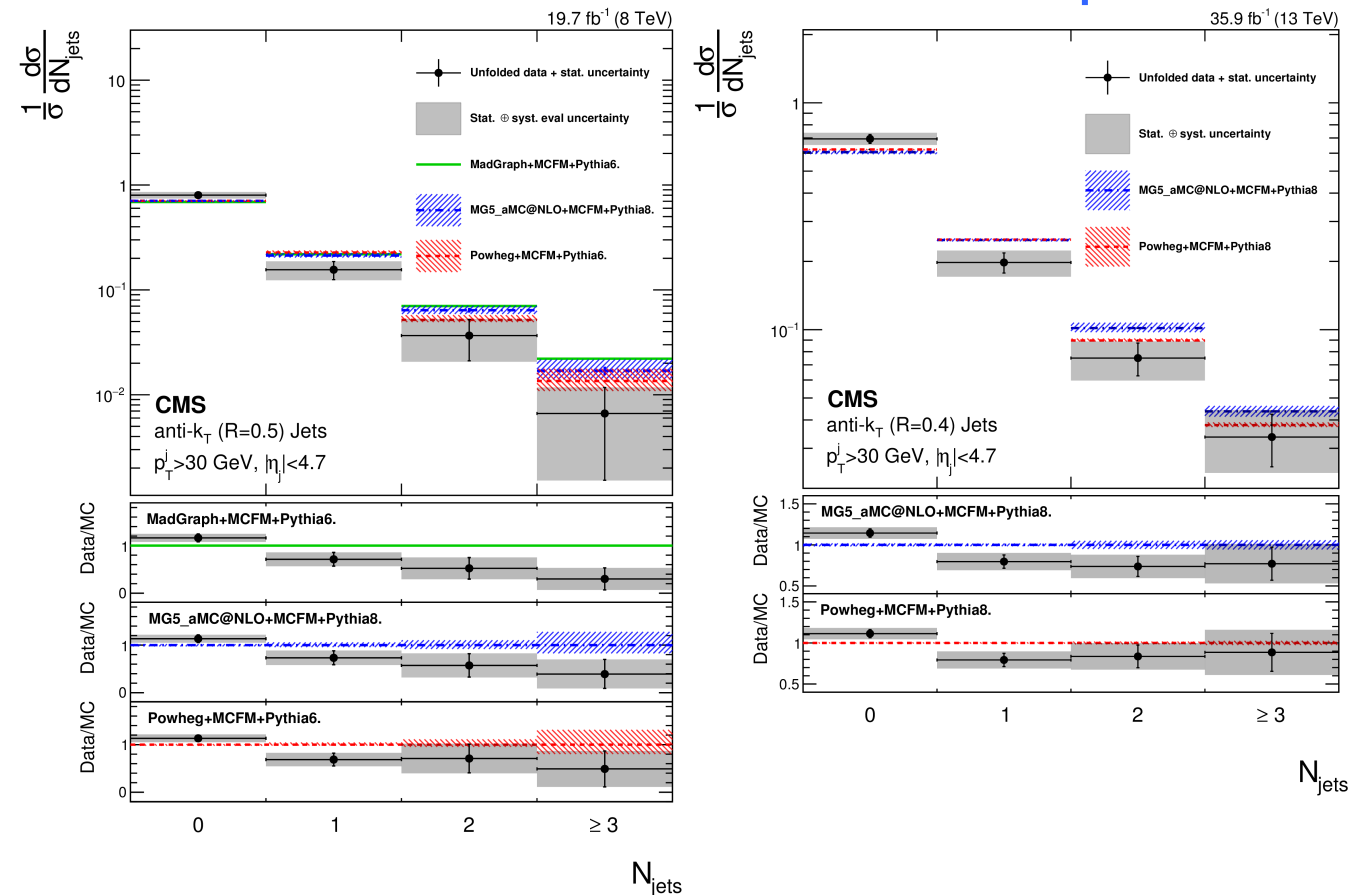 19.7 fb⁻¹ (8 TeV)
1/σ dσ/dN_jets
10
1
10⁻¹
10⁻²
Unfolded data + stat. uncertainty
Stat. ⊕ syst. eval uncertainty
MadGraph+MCFM+Pythia6.
MG5_aMC@NLO+MCFM+Pythia8.
Powheg+MCFM+Pythia6.
CMS
anti-k_T (R=0.5) Jets
p_T^j>30 GeV, |η_j|<4.7
MadGraph+MCFM+Pythia6.
Data/MC
1
0
MG5_aMC@NLO+MCFM+Pythia8.
Data/MC
1
0
Powheg+MCFM+Pythia6.
Data/MC
1
0
0 1 2 ≥ 3
N_jets
35.9 fb⁻¹ (13 TeV)
1/σ dσ/dN_jets
1
10⁻¹
Unfolded data + stat. uncertainty
Stat. ⊕ syst. uncertainty
MG5_aMC@NLO+MCFM+Pythia8
Powheg+MCFM+Pythia8
CMS
anti-k_T (R=0.4) Jets
p_T^j>30 GeV, |η_j|<4.7
MG5_aMC@NLO+MCFM+Pythia8.
Data/MC
1.5
1
0.5
Powheg+MCFM+Pythia8.
Data/MC
1.5
1
0.5
0 1 2 ≥ 3
N_jets